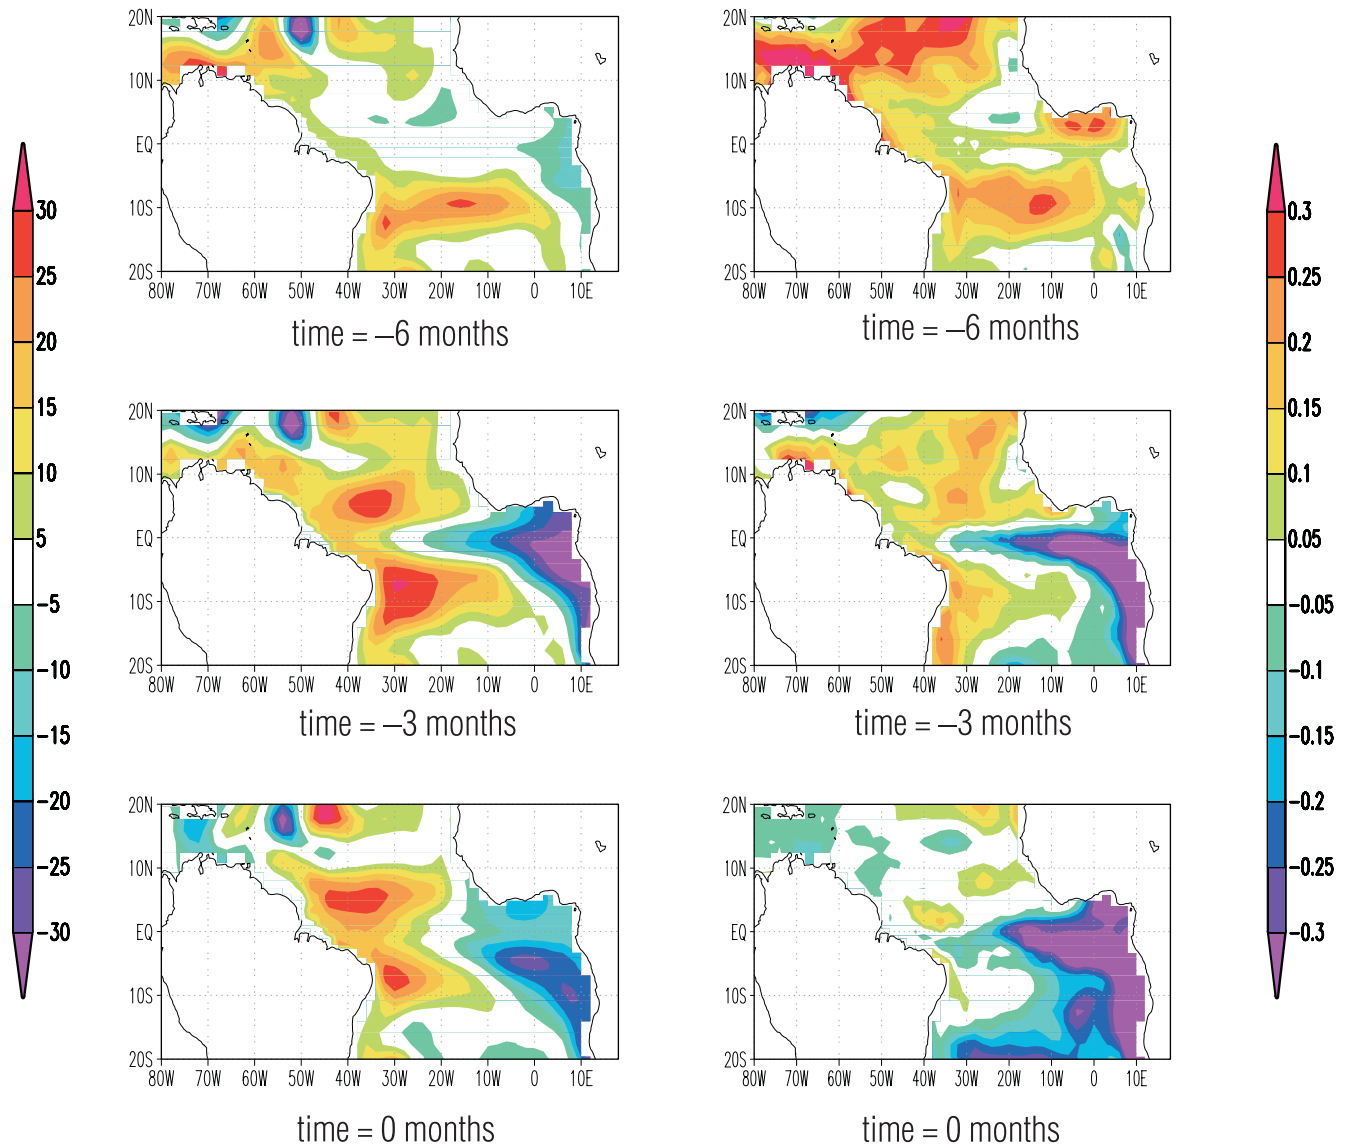 20N
10N
EQ
10S
20S
80W 70W 60W 50W 40W 30W 20W 10W 0 10E
time = –6 months
20N
10N
EQ
10S
20S
80W 70W 60W 50W 40W 30W 20W 10W 0 10E
time = –6 months
30
25
20
15
10
5
–5
–10
–15
–20
–25
–30
20N
10N
EQ
10S
20S
80W 70W 60W 50W 40W 30W 20W 10W 0 10E
time = –3 months
20N
10N
EQ
10S
20S
80W 70W 60W 50W 40W 30W 20W 10W 0 10E
time = –3 months
0.3
0.25
0.2
0.15
0.1
0.05
–0.05
–0.1
–0.15
–0.2
–0.25
–0.3
20N
10N
EQ
10S
20S
80W 70W 60W 50W 40W 30W 20W 10W 0 10E
time = 0 months
20N
10N
EQ
10S
20S
80W 70W 60W 50W 40W 30W 20W 10W 0 10E
time = 0 months